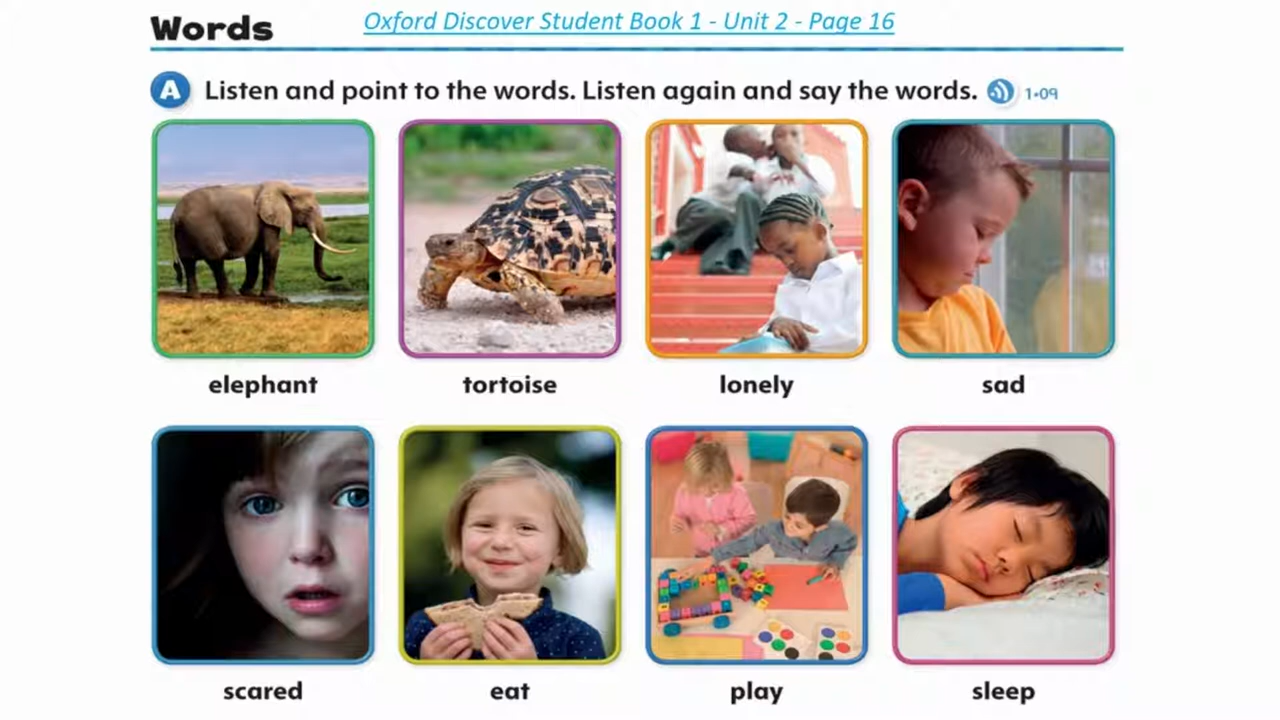 Words
Oxford Discover Student Book 1 - Unit 2 - Page 16
A Listen and point to the words. Listen again and say the words. 1•09
elephant tortoise lonely sad
scared eat play sleep